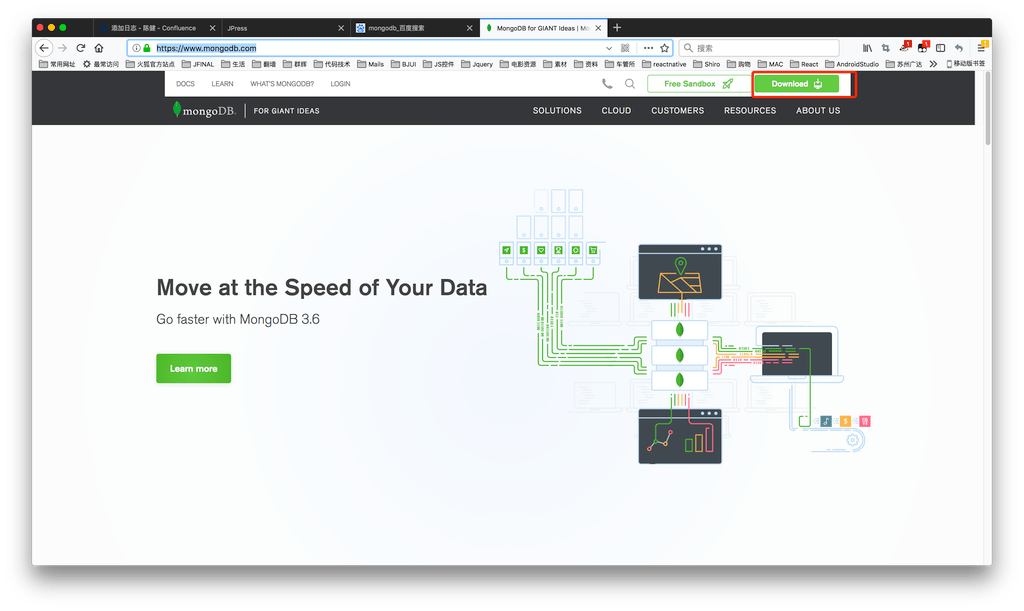 添加日志 - 陈健 - Confluence
JPress
mongodb_百度搜索
MongoDB for GIANT Ideas | Mo
https://www.mongodb.com
搜索
常用网址 最常访问 火狐官方站点 JFINAL 生活 翻墙 群辉 代码技术 Mails BJUI JS控件 Jquery 电影资源 素材 资料 车管所 reactnative Shiro 购物 MAC React AndroidStudio 苏州广达 移动版书签
DOCS LEARN WHAT'S MONGODB? LOGIN Free Sandbox Download
mongoDB. FOR GIANT IDEAS SOLUTIONS CLOUD CUSTOMERS RESOURCES ABOUT US
Move at the Speed of Your Data
Go faster with MongoDB 3.6
Learn more